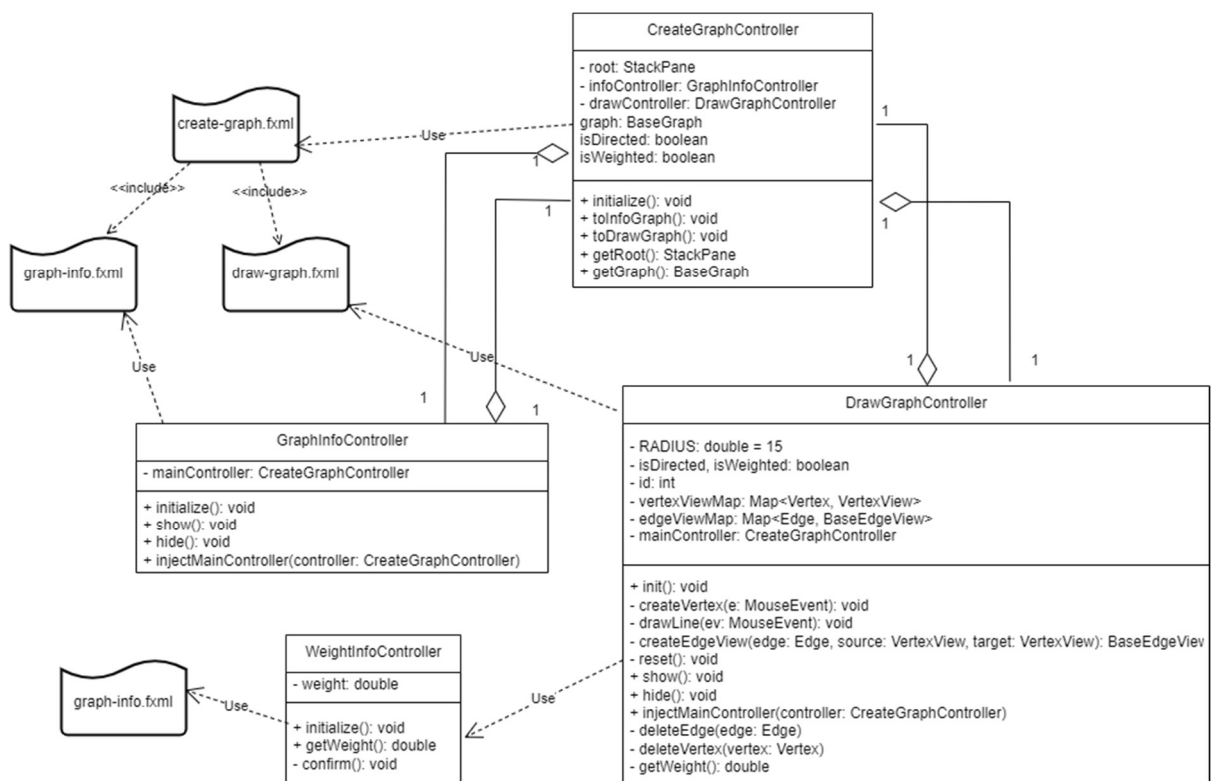 CreateGraphController
- root: StackPane
- infoController: GraphInfoController
- drawController: DrawGraphController
graph: BaseGraph
isDirected: boolean
isWeighted: boolean
+ initialize(): void
+ toInfoGraph(): void
+ toDrawGraph(): void
+ getRoot(): StackPane
+ getGraph(): BaseGraph
create-graph.fxml
Use
1
1
1
1
<<include>>
<<include>>
graph-info.fxml
draw-graph.fxml
Use
Use
1
1
1
1
GraphInfoController
- mainController: CreateGraphController
+ initialize(): void
+ show(): void
+ hide(): void
+ injectMainController(controller: CreateGraphController)
DrawGraphController
- RADIUS: double = 15
- isDirected, isWeighted: boolean
- id: int
- vertexViewMap: Map<Vertex, VertexView>
- edgeViewMap: Map<Edge, BaseEdgeView>
- mainController: CreateGraphController
+ init(): void
- createVertex(e: MouseEvent): void
- drawLine(ev: MouseEvent): void
- createEdgeView(edge: Edge, source: VertexView, target: VertexView): BaseEdgeView
- reset(): void
+ show(): void
+ hide(): void
+ injectMainController(controller: CreateGraphController)
- deleteEdge(edge: Edge)
- deleteVertex(vertex: Vertex)
- getWeight(): double
WeightInfoController
- weight: double
+ initialize(): void
+ getWeight(): double
- confirm(): void
graph-info.fxml
Use
Use